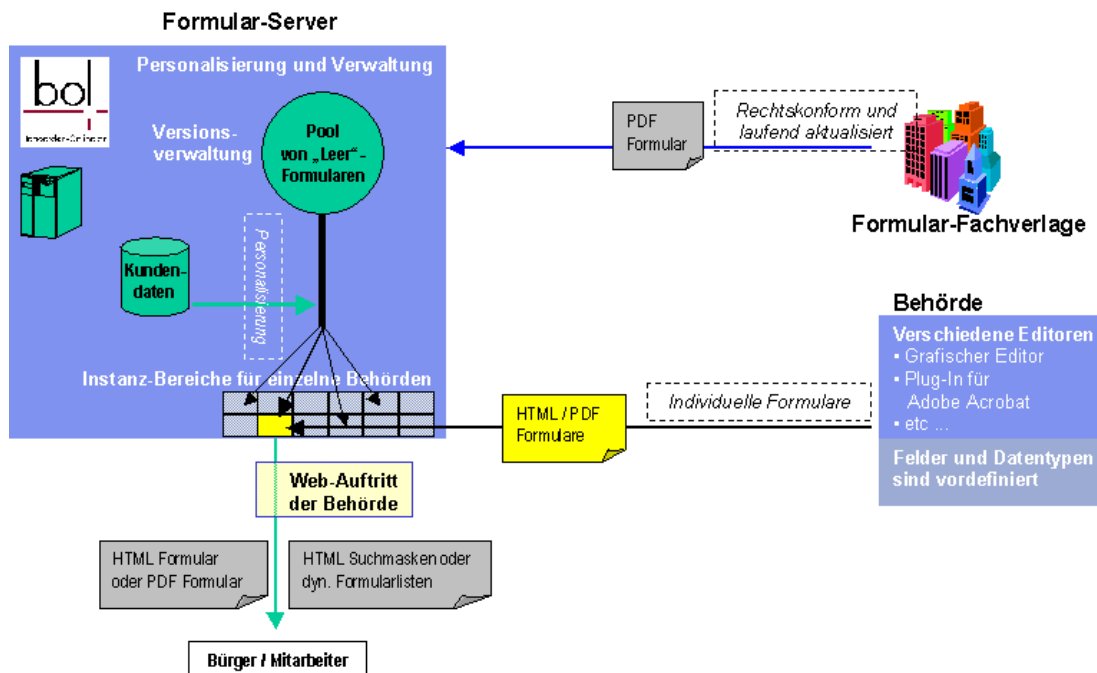 Formular-Server
Personalisierung und Verwaltung
bol
Versions-
verwaltung
Pool
von „Leer“-
Formularen
Personalisierung
Kunden-
daten
Instanz-Bereiche für einzelne Behörden
PDF
Formular
Rechtskonform und
laufend aktualisiert
Formular-Fachverlage
Behörde
Verschiedene Editoren
▪ Grafischer Editor
▪ Plug-In für
Adobe Acrobat
▪ etc ...
Felder und Datentypen
sind vordefiniert
Individuelle Formulare
HTML / PDF
Formulare
Web-Auftritt
der Behörde
HTML Formular
oder PDF Formular
HTML Suchmasken oder
dyn. Formularlisten
Bürger / Mitarbeiter